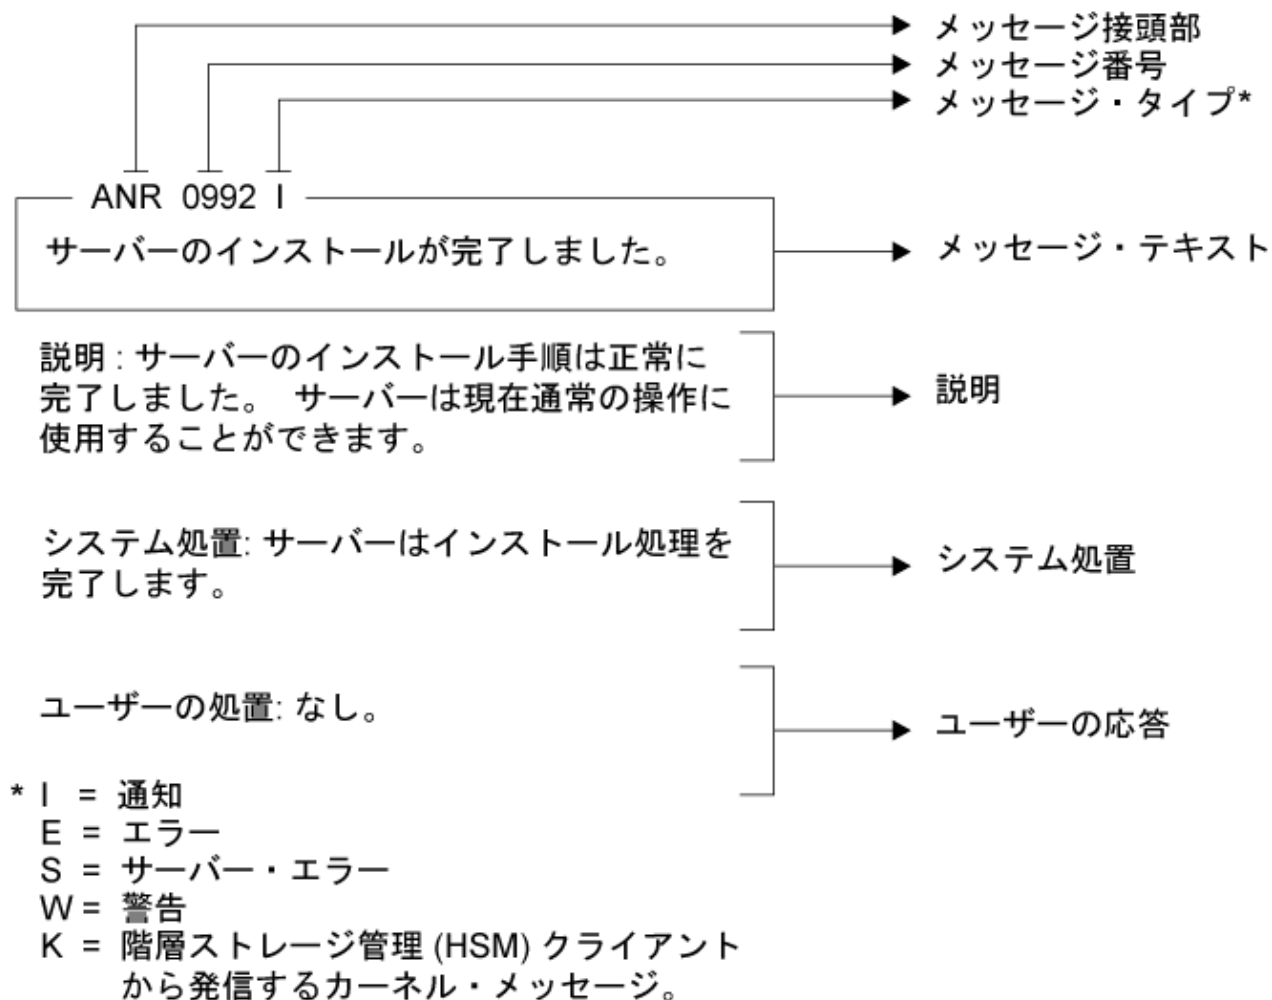 メッセージ接頭部
メッセージ番号
メッセージ・タイプ*
ANR 0992 I
サーバーのインストールが完了しました。
メッセージ・テキスト
説明 : サーバーのインストール手順は正常に
完了しました。 サーバーは現在通常の操作に
使用することができます。
説明
システム処置: サーバーはインストール処理を
完了します。
システム処置
ユーザーの処置: なし。
ユーザーの応答
* I = 通知
E = エラー
S = サーバー・エラー
W = 警告
K = 階層ストレージ管理 (HSM) クライアント
から発信するカーネル・メッセージ。